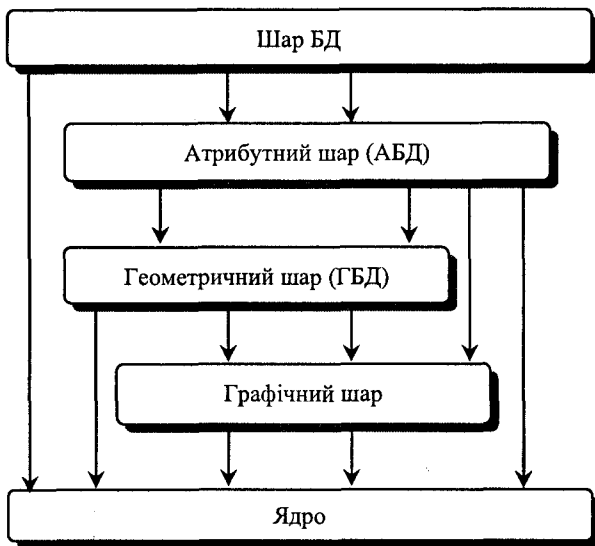 Шар БД
Атрибутний шар (АБД)
Геометричний шар (ГБД)
Графічний шар
Ядро